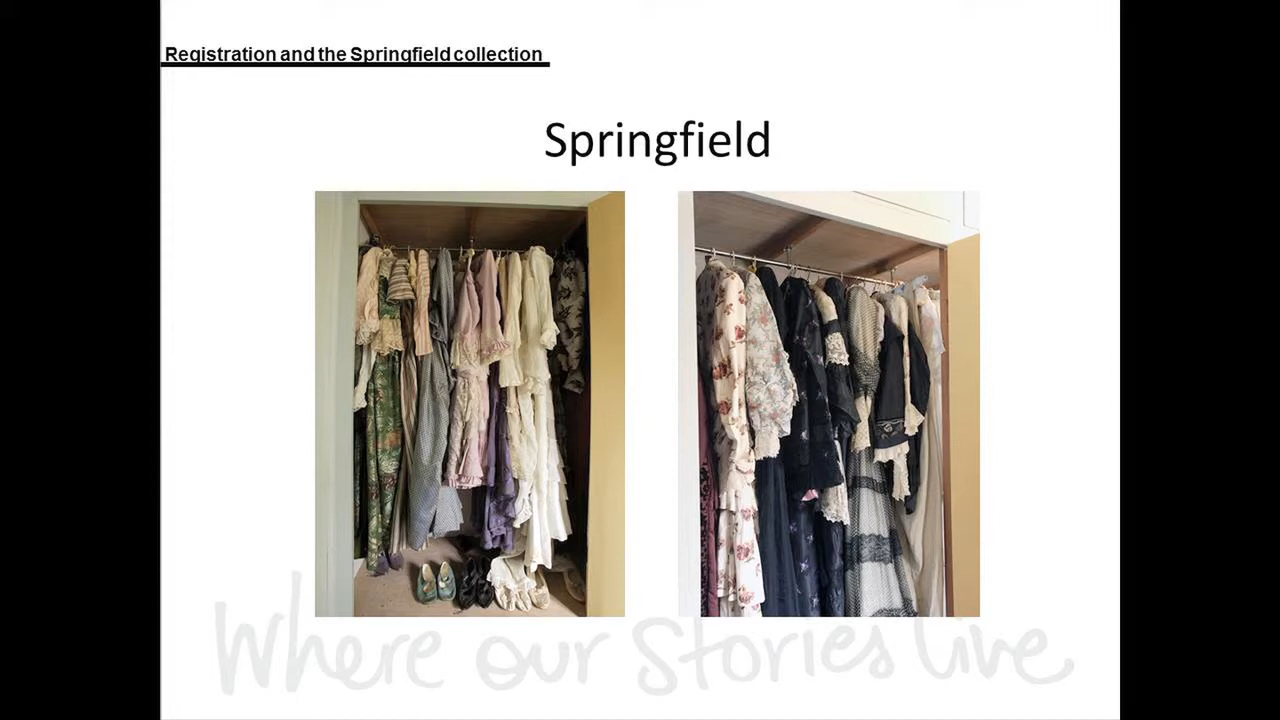 Registration and the Springfield collection
Springfield
Where our Stories live